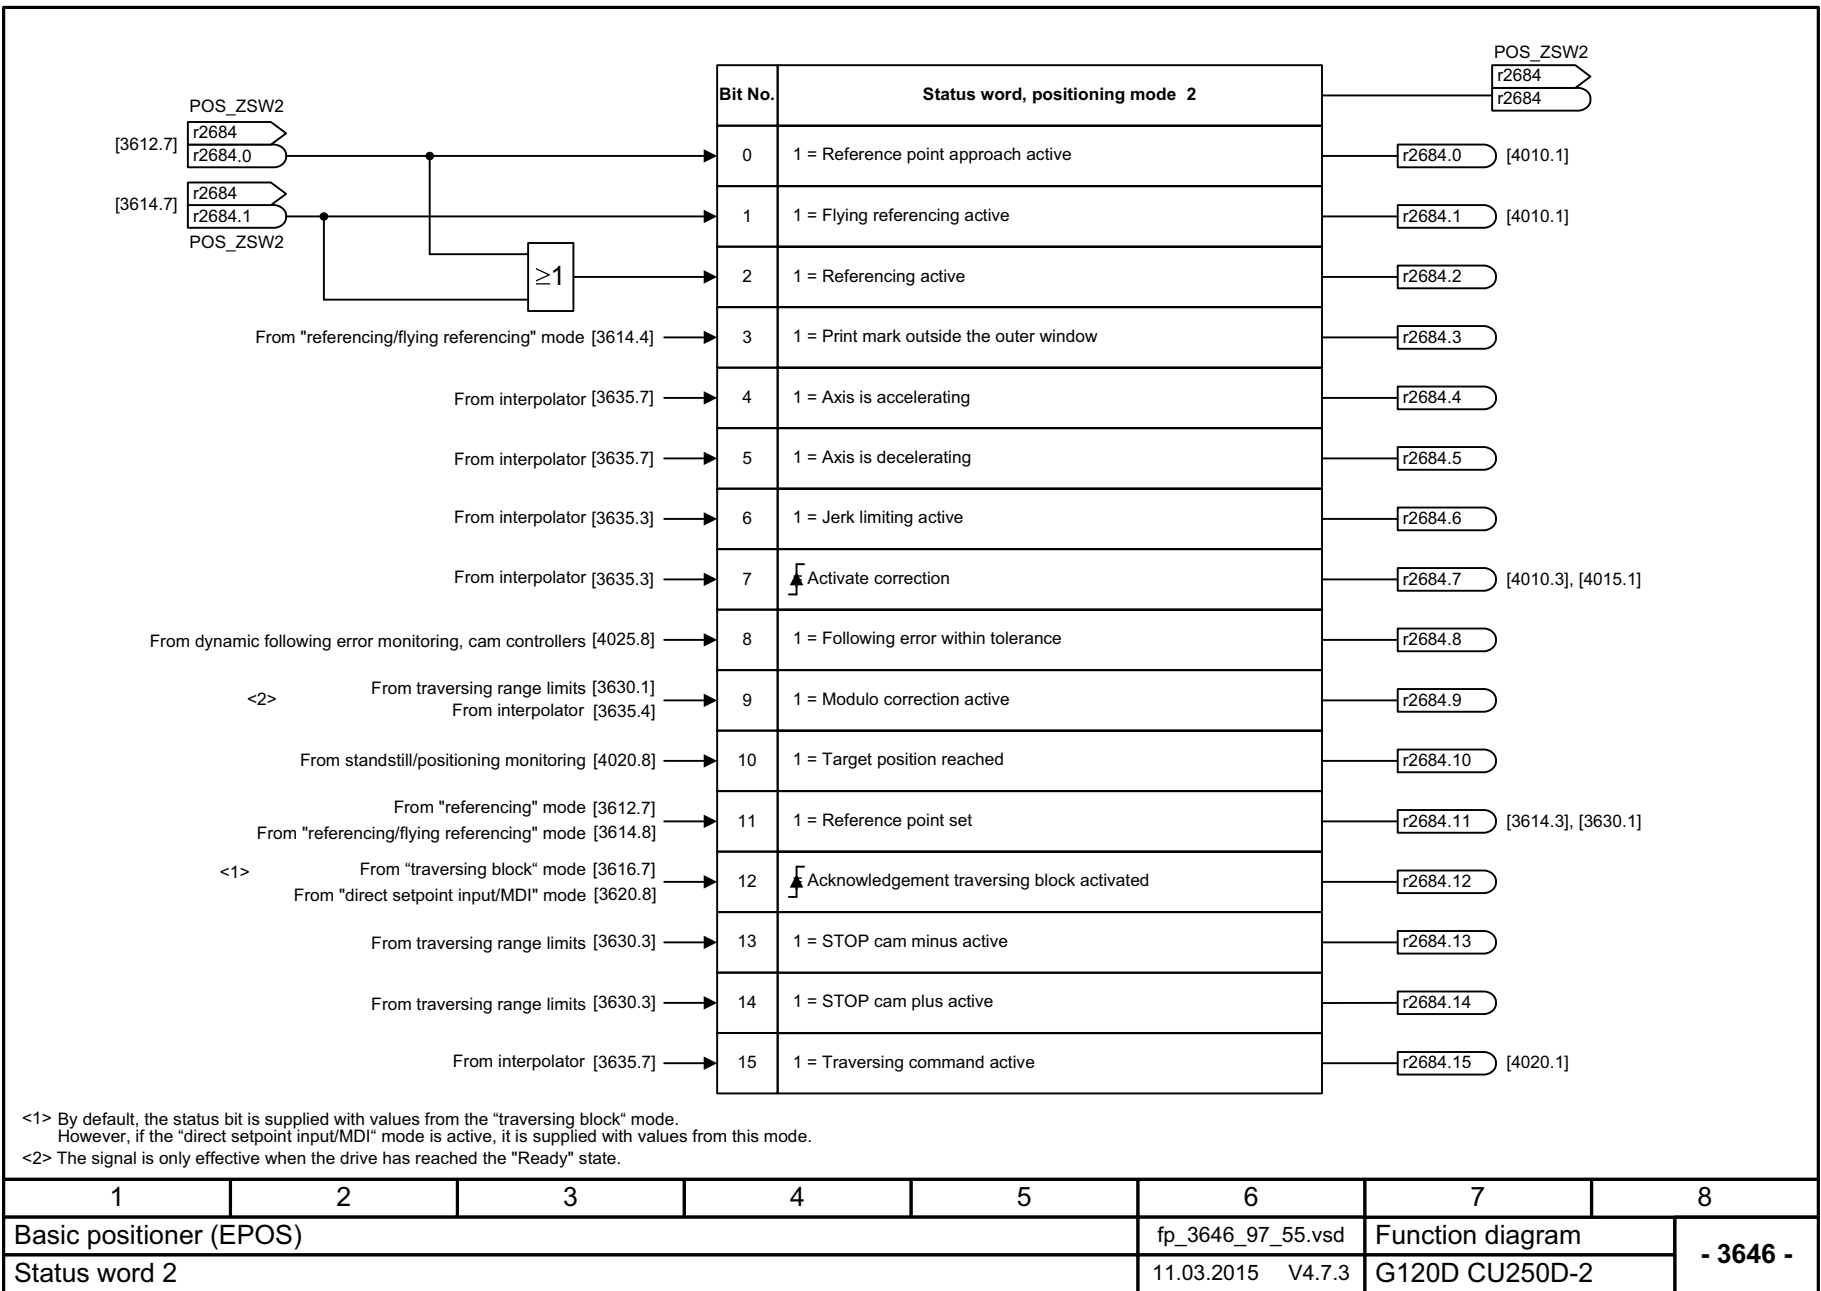 POS_ZSW2
r2684
r2684
Bit No. Status word, positioning mode 2
POS_ZSW2
[3612.7] r2684
r2684.0
0 1 = Reference point approach active r2684.0 [4010.1]
[3614.7] r2684
r2684.1
POS_ZSW2
1 1 = Flying referencing active r2684.1 [4010.1]
≥1 2 1 = Referencing active r2684.2
From "referencing/flying referencing" mode [3614.4] 3 1 = Print mark outside the outer window r2684.3
From interpolator [3635.7] 4 1 = Axis is accelerating r2684.4
From interpolator [3635.7] 5 1 = Axis is decelerating r2684.5
From interpolator [3635.3] 6 1 = Jerk limiting active r2684.6
From interpolator [3635.3] 7 Activate correction r2684.7 [4010.3], [4015.1]
From dynamic following error monitoring, cam controllers [4025.8] 8 1 = Following error within tolerance r2684.8
<2> From traversing range limits [3630.1]
From interpolator [3635.4]
9 1 = Modulo correction active r2684.9
From standstill/positioning monitoring [4020.8] 10 1 = Target position reached r2684.10
From "referencing" mode [3612.7]
From "referencing/flying referencing" mode [3614.8]
11 1 = Reference point set r2684.11 [3614.3], [3630.1]
<1> From “traversing block“ mode [3616.7]
From "direct setpoint input/MDI" mode [3620.8]
12 Acknowledgement traversing block activated r2684.12
From traversing range limits [3630.3] 13 1 = STOP cam minus active r2684.13
From traversing range limits [3630.3] 14 1 = STOP cam plus active r2684.14
From interpolator [3635.7] 15 1 = Traversing command active r2684.15 [4020.1]
<1> By default, the status bit is supplied with values from the “traversing block“ mode.
However, if the “direct setpoint input/MDI“ mode is active, it is supplied with values from this mode.
<2> The signal is only effective when the drive has reached the "Ready" state.
1 2 3 4 5 6 7 8
Basic positioner (EPOS) fp_3646_97_55.vsd Function diagram
- 3646 -
Status word 2 11.03.2015 V4.7.3 G120D CU250D-2